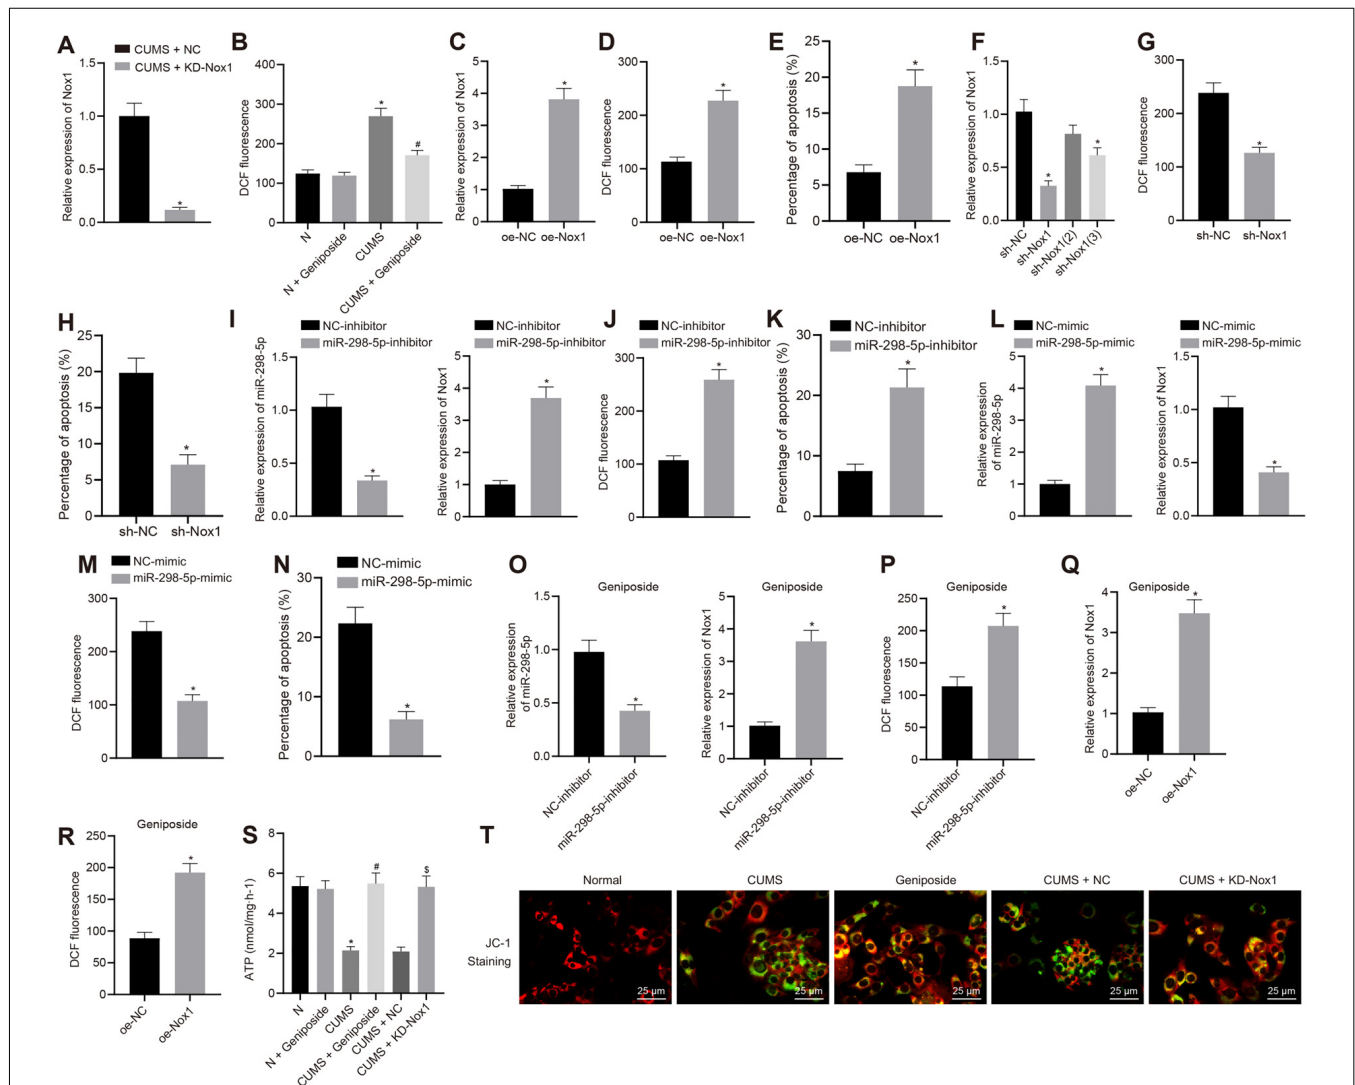 A
CUMS + NC
CUMS + KD-Nox1
Relative expression of Nox1
1.5
1.0
0.5
0.0
*
B
DCF fluorescence
400
300
200
100
0
*
#
N
N + Geniposide
CUMS
CUMS + Geniposide
C
Relative expression of Nox1
5
4
3
2
1
0
*
oe-NC oe-Nox1
D
DCF fluorescence
300
200
100
0
*
oe-NC oe-Nox1
E
Percentage of apoptosis (%)
25
20
15
10
5
0
*
oe-NC oe-Nox1
F
Relative expression of Nox1
1.5
1.0
0.5
0.0
*
*
sh-NC
sh-Nox1
sh-Nox1(2)
sh-Nox1(3)
G
DCF fluorescence
300
200
100
0
*
sh-NC sh-Nox1
H
Percentage of apoptosis (%)
25
20
15
10
5
0
*
sh-NC sh-Nox1
I
NC-inhibitor
miR-298-5p-inhibitor
Relative expression of miR-298-5p
1.5
1.0
0.5
0.0
*
NC-inhibitor
miR-298-5p-inhibitor
Relative expression of Nox1
5
4
3
2
1
0
*
J
NC-inhibitor
miR-298-5p-inhibitor
DCF fluorescence
300
200
100
0
*
K
NC-inhibitor
miR-298-5p-inhibitor
Percentage of apoptosis (%)
30
20
10
0
*
L
NC-mimic
miR-298-5p-mimic
Relative expression
of miR-298-5p
5
4
3
2
1
0
*
NC-mimic
miR-298-5p-mimic
Relative expression of Nox1
1.5
1.0
0.5
0.0
*
M
NC-mimic
miR-298-5p-mimic
DCF fluorescence
300
200
100
0
*
N
NC-mimic
miR-298-5p-mimic
Percentage of apoptosis (%)
30
20
10
0
*
O
Geniposide
Relative expression
of miR-298-5p
1.5
1.0
0.5
0.0
*
NC-inhibitor
miR-298-5p-inhibitor
Geniposide
Relative expression of Nox1
5
4
3
2
1
0
*
NC-inhibitor
miR-298-5p-inhibitor
P
Geniposide
DCF fluorescence
250
200
150
100
50
0
*
NC-inhibitor
miR-298-5p-inhibitor
Q
Geniposide
Relative expression of Nox1
4
3
2
1
0
*
oe-NC
oe-Nox1
R
Geniposide
DCF fluorescence
250
200
150
100
50
0
*
oe-NC
oe-Nox1
S
ATP (nmol/mg·h-1)
8
6
4
2
0
*
#
$
N
N + Geniposide
CUMS
CUMS + Geniposide
CUMS + NC
CUMS + KD-Nox1
T
Normal
CUMS
Geniposide
CUMS + NC
CUMS + KD-Nox1
JC-1
Staining
25 μm
25 μm
25 μm
25 μm
25 μm